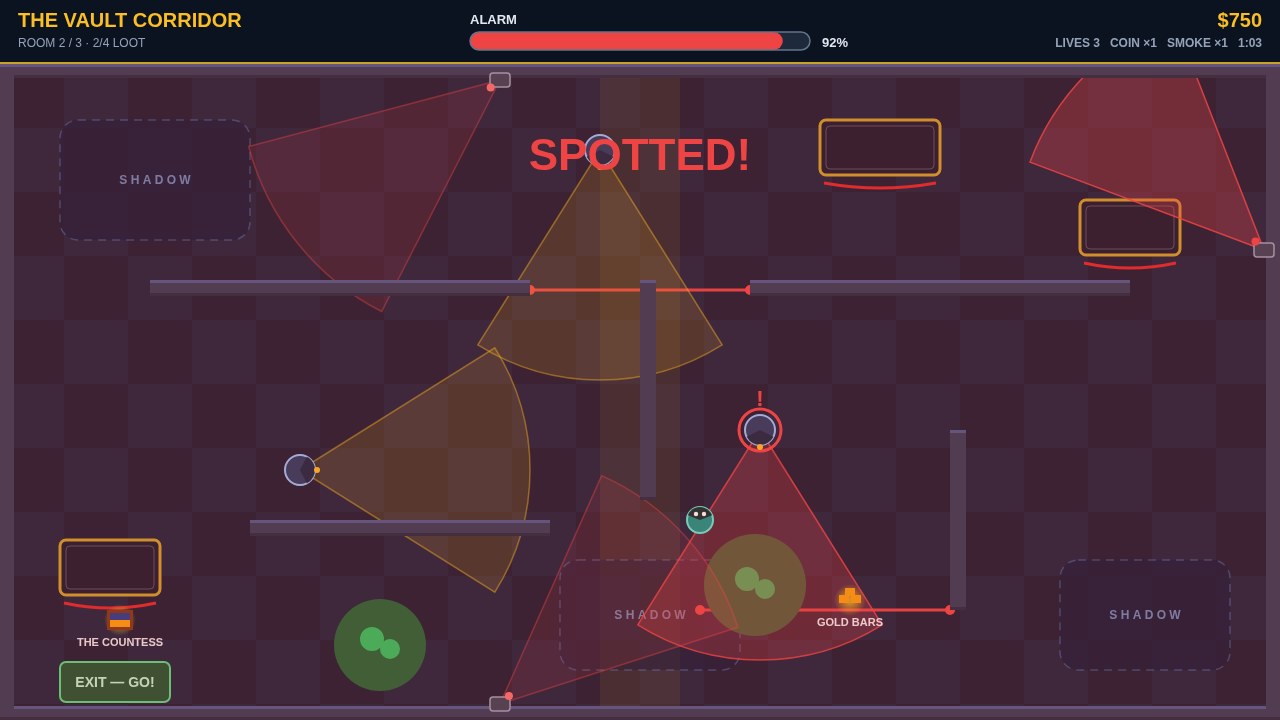 THE VAULT CORRIDOR
ROOM 2 / 3 · 2/4 LOOT
ALARM
92%
$750
LIVES 3 COIN ×1 SMOKE ×1 1:03
SPOTTED!
SHADOW
!
SHADOW
SHADOW
GOLD BARS
THE COUNTESS
EXIT — GO!